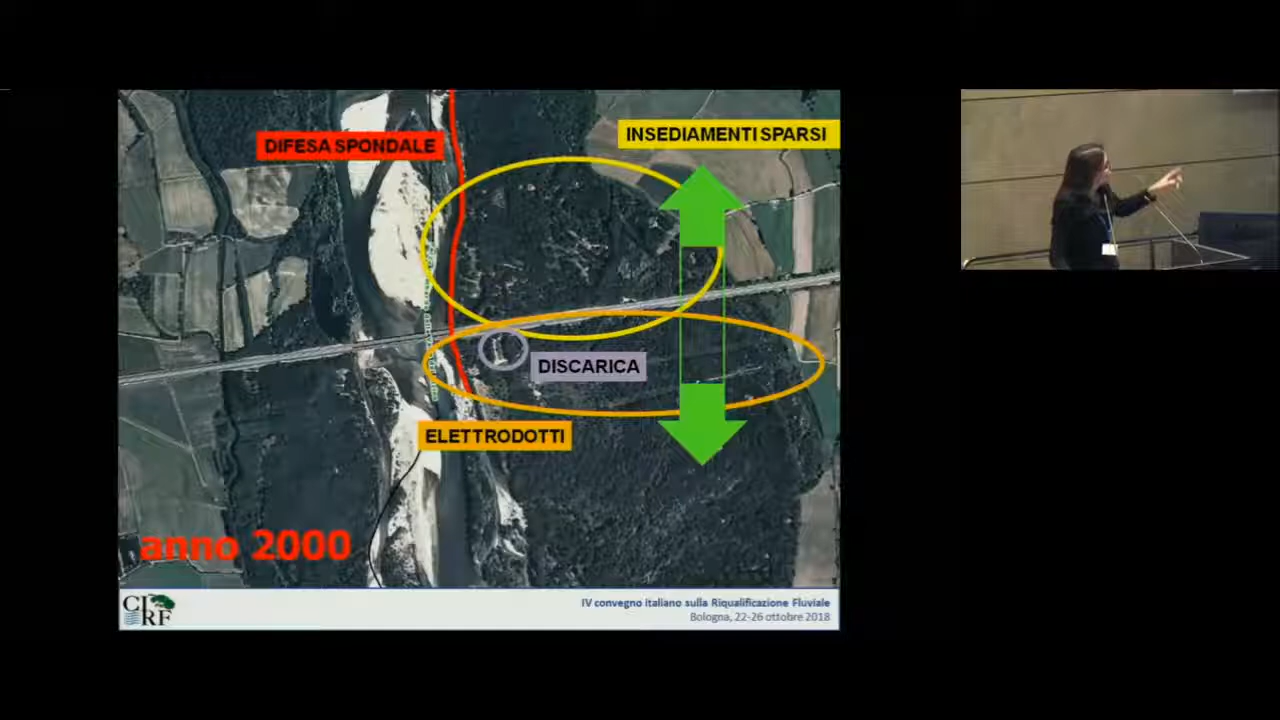 DIFESA SPONDALE
INSEDIAMENTI SPARSI
DISCARICA
ELETTRODOTTI
anno 2000
CIRF
IV convegno italiano sulla Riqualificazione Fluviale
Bologna, 22-26 ottobre 2018